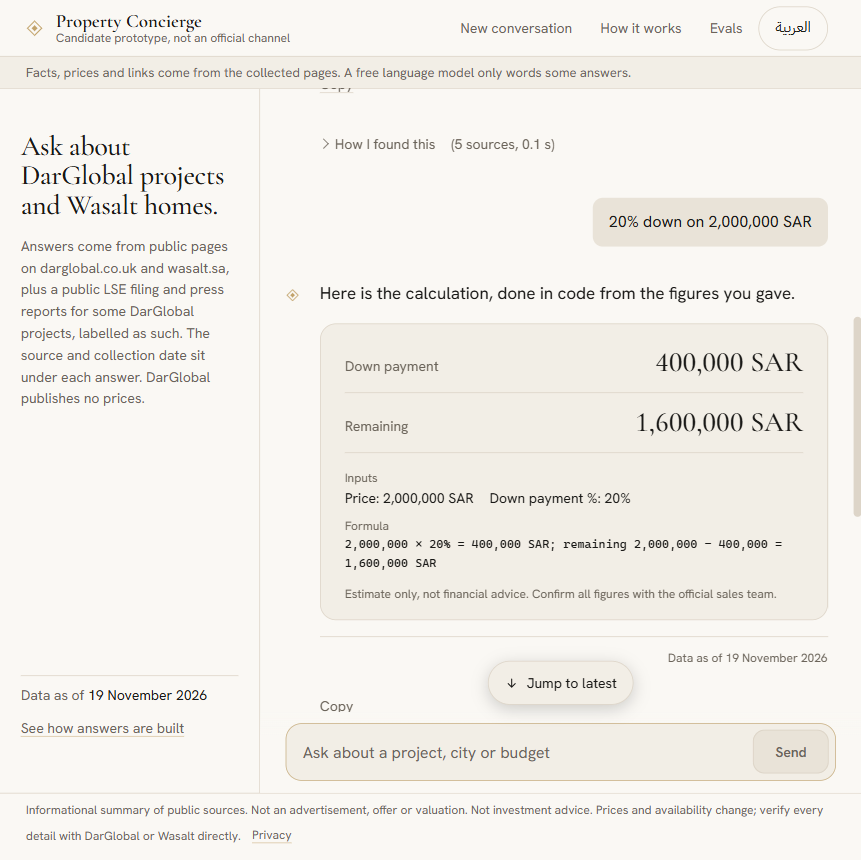 Property Concierge
Candidate prototype, not an official channel
New conversation
How it works
Evals
العربية
Facts, prices and links come from the collected pages. A free language model only words some answers.
Ask about
DarGlobal projects
and Wasalt homes.
Answers come from public pages
on darglobal.co.uk and wasalt.sa,
plus a public LSE filing and press
reports for some DarGlobal
projects, labelled as such. The
source and collection date sit
under each answer. DarGlobal
publishes no prices.
Data as of 19 November 2026
See how answers are built
Copy
How I found this (5 sources, 0.1 s)
20% down on 2,000,000 SAR
Here is the calculation, done in code from the figures you gave.
Down payment 400,000 SAR
Remaining 1,600,000 SAR
Inputs
Price: 2,000,000 SAR Down payment %: 20%
Formula
2,000,000 × 20% = 400,000 SAR; remaining 2,000,000 − 400,000 =
1,600,000 SAR
Estimate only, not financial advice. Confirm all figures with the official sales team.
Data as of 19 November 2026
↓ Jump to latest
Copy
Ask about a project, city or budget
Send
Informational summary of public sources. Not an advertisement, offer or valuation. Not investment advice. Prices and availability change; verify every
detail with DarGlobal or Wasalt directly. Privacy